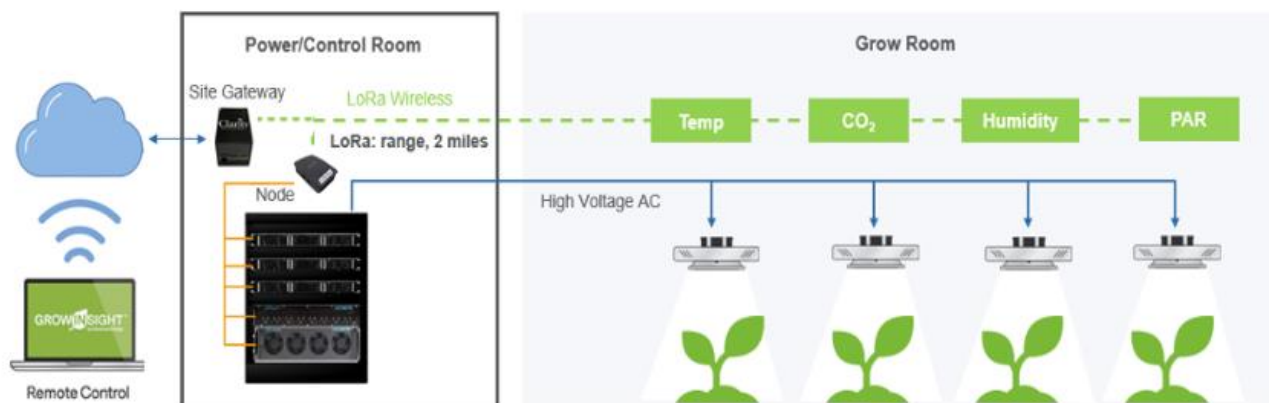 Power/Control Room
Grow Room
Site Gateway
LoRa Wireless
Clario
LoRa: range, 2 miles
Temp
CO₂
Humidity
PAR
Node
High Voltage AC
GROWINSIGHT
Remote Control